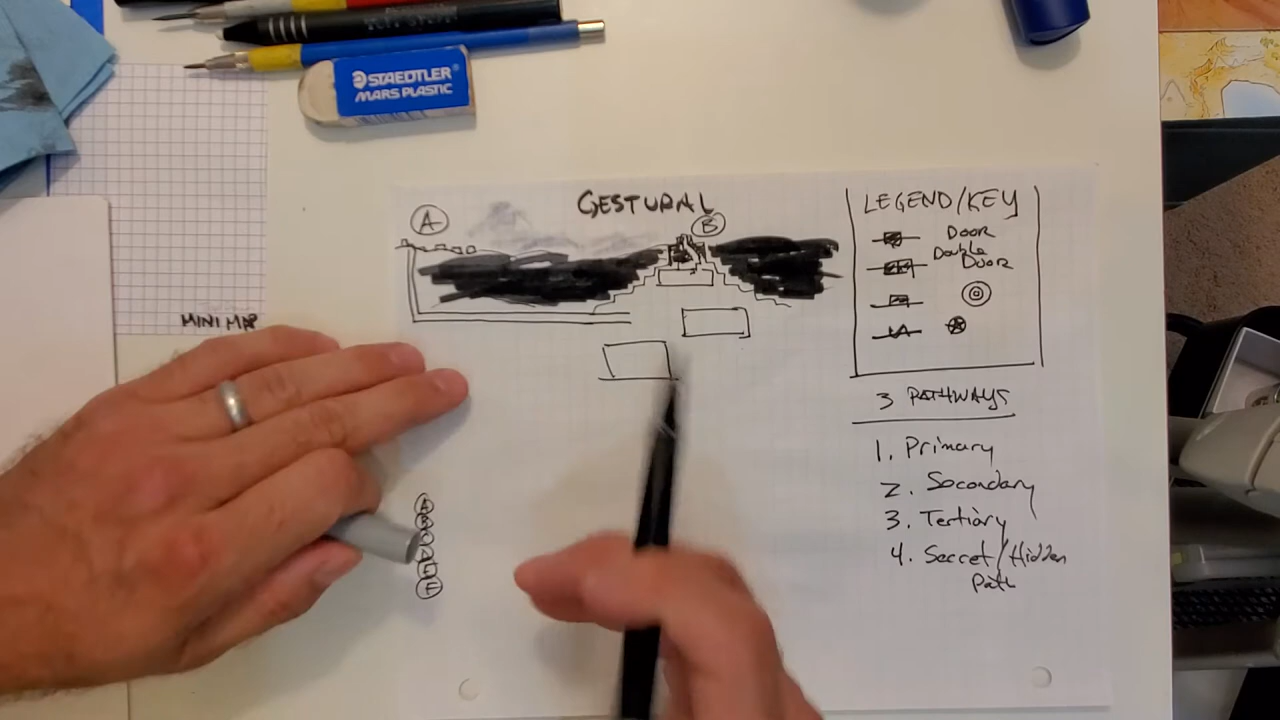 STAEDTLER
MARS PLASTIC
MINI MAP
GESTURAL
A
B
LEGEND/KEY
DOOR
Double
DOOR
3 PATHWAYS
1. Primary
2. Socondary
3. Tertiary
4. Secret/Hidden
Path
A
B
C
D
E
F